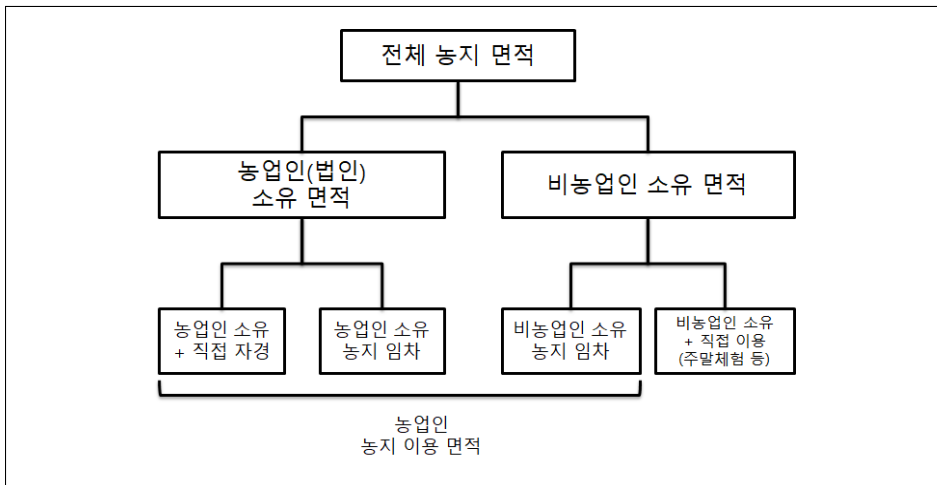 전체 농지 면적
농업인(법인)
소유 면적
비농업인 소유 면적
농업인 소유
+ 직접 자경
농업인 소유
농지 임차
비농업인 소유
농지 임차
비농업인 소유
+ 직접 이용
(주말체험 등)
농업인
농지 이용 면적